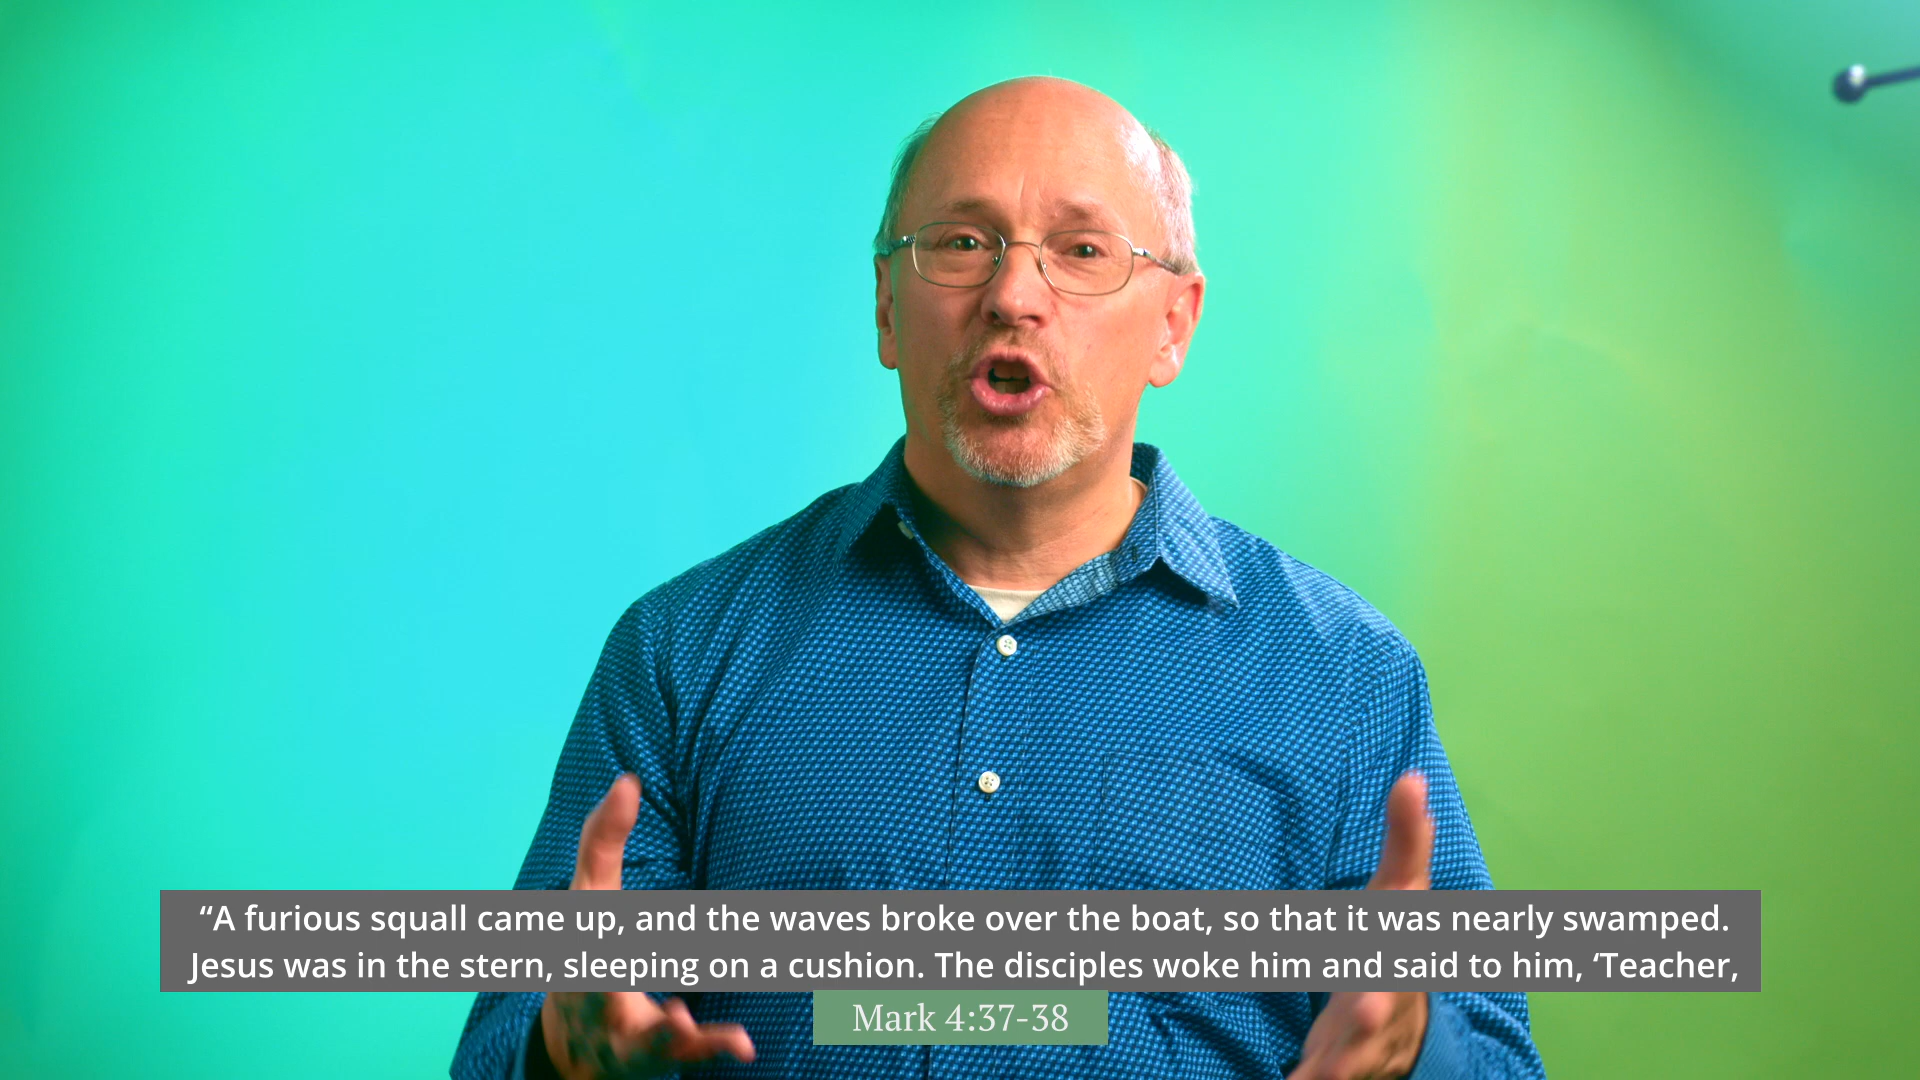 “A furious squall came up, and the waves broke over the boat, so that it was nearly swamped.
Jesus was in the stern, sleeping on a cushion. The disciples woke him and said to him, ‘Teacher,
Mark 4:37-38